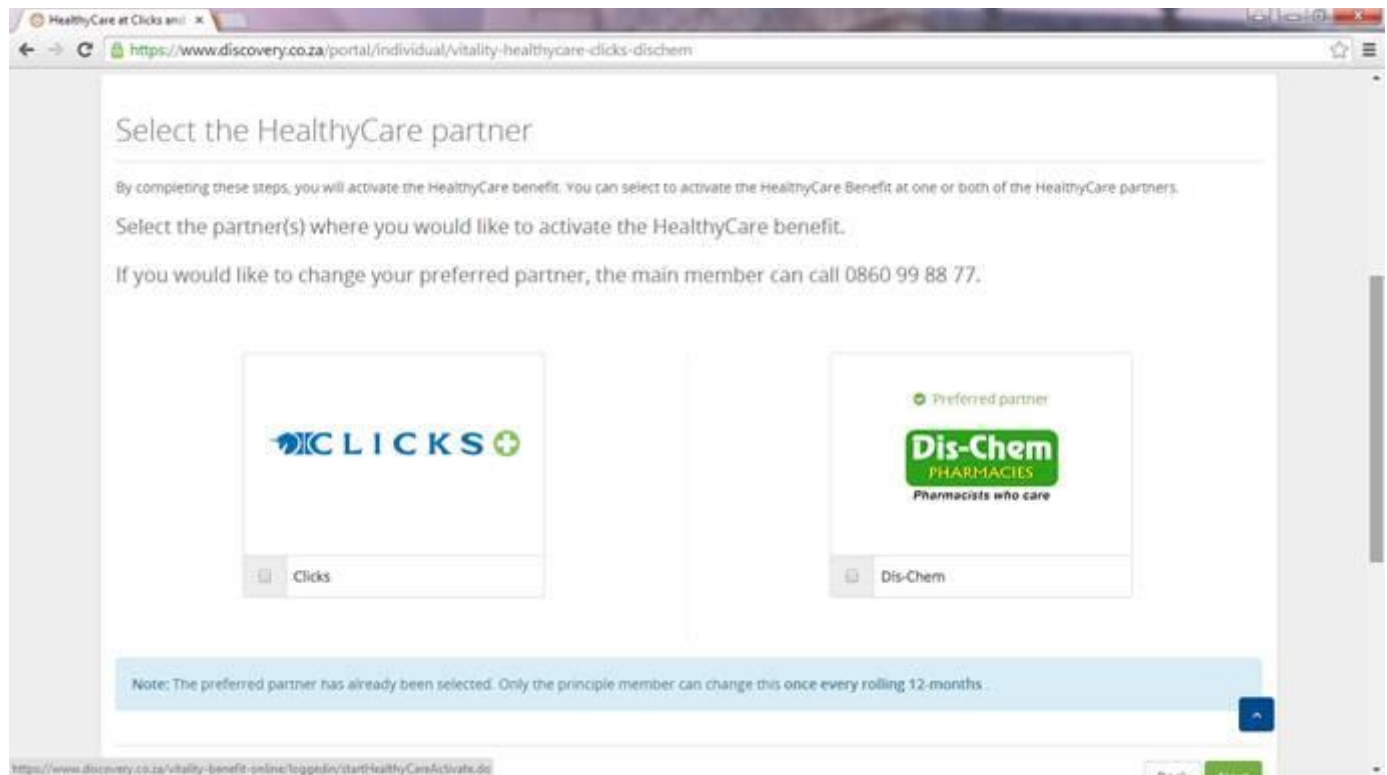 HealthyCare at Clicks and
https://www.discovery.co.za/portal/individual/vitality-healthycare-clicks-dischem
Select the HealthyCare partner
By completing these steps, you will activate the HealthyCare benefit. You can select to activate the HealthyCare Benefit at one or both of the HealthyCare partners.
Select the partner(s) where you would like to activate the HealthyCare benefit.
If you would like to change your preferred partner, the main member can call 0860 99 88 77.
Preferred partner
CLICKS
Dis-Chem
PHARMACIES
Pharmacists who care
Clicks
Dis-Chem
Note: The preferred partner has already been selected. Only the principle member can change this once every rolling 12-months .
https://www.discovery.co.za/vitality-benefit-online/loggedin/startHealthyCareActivate.do